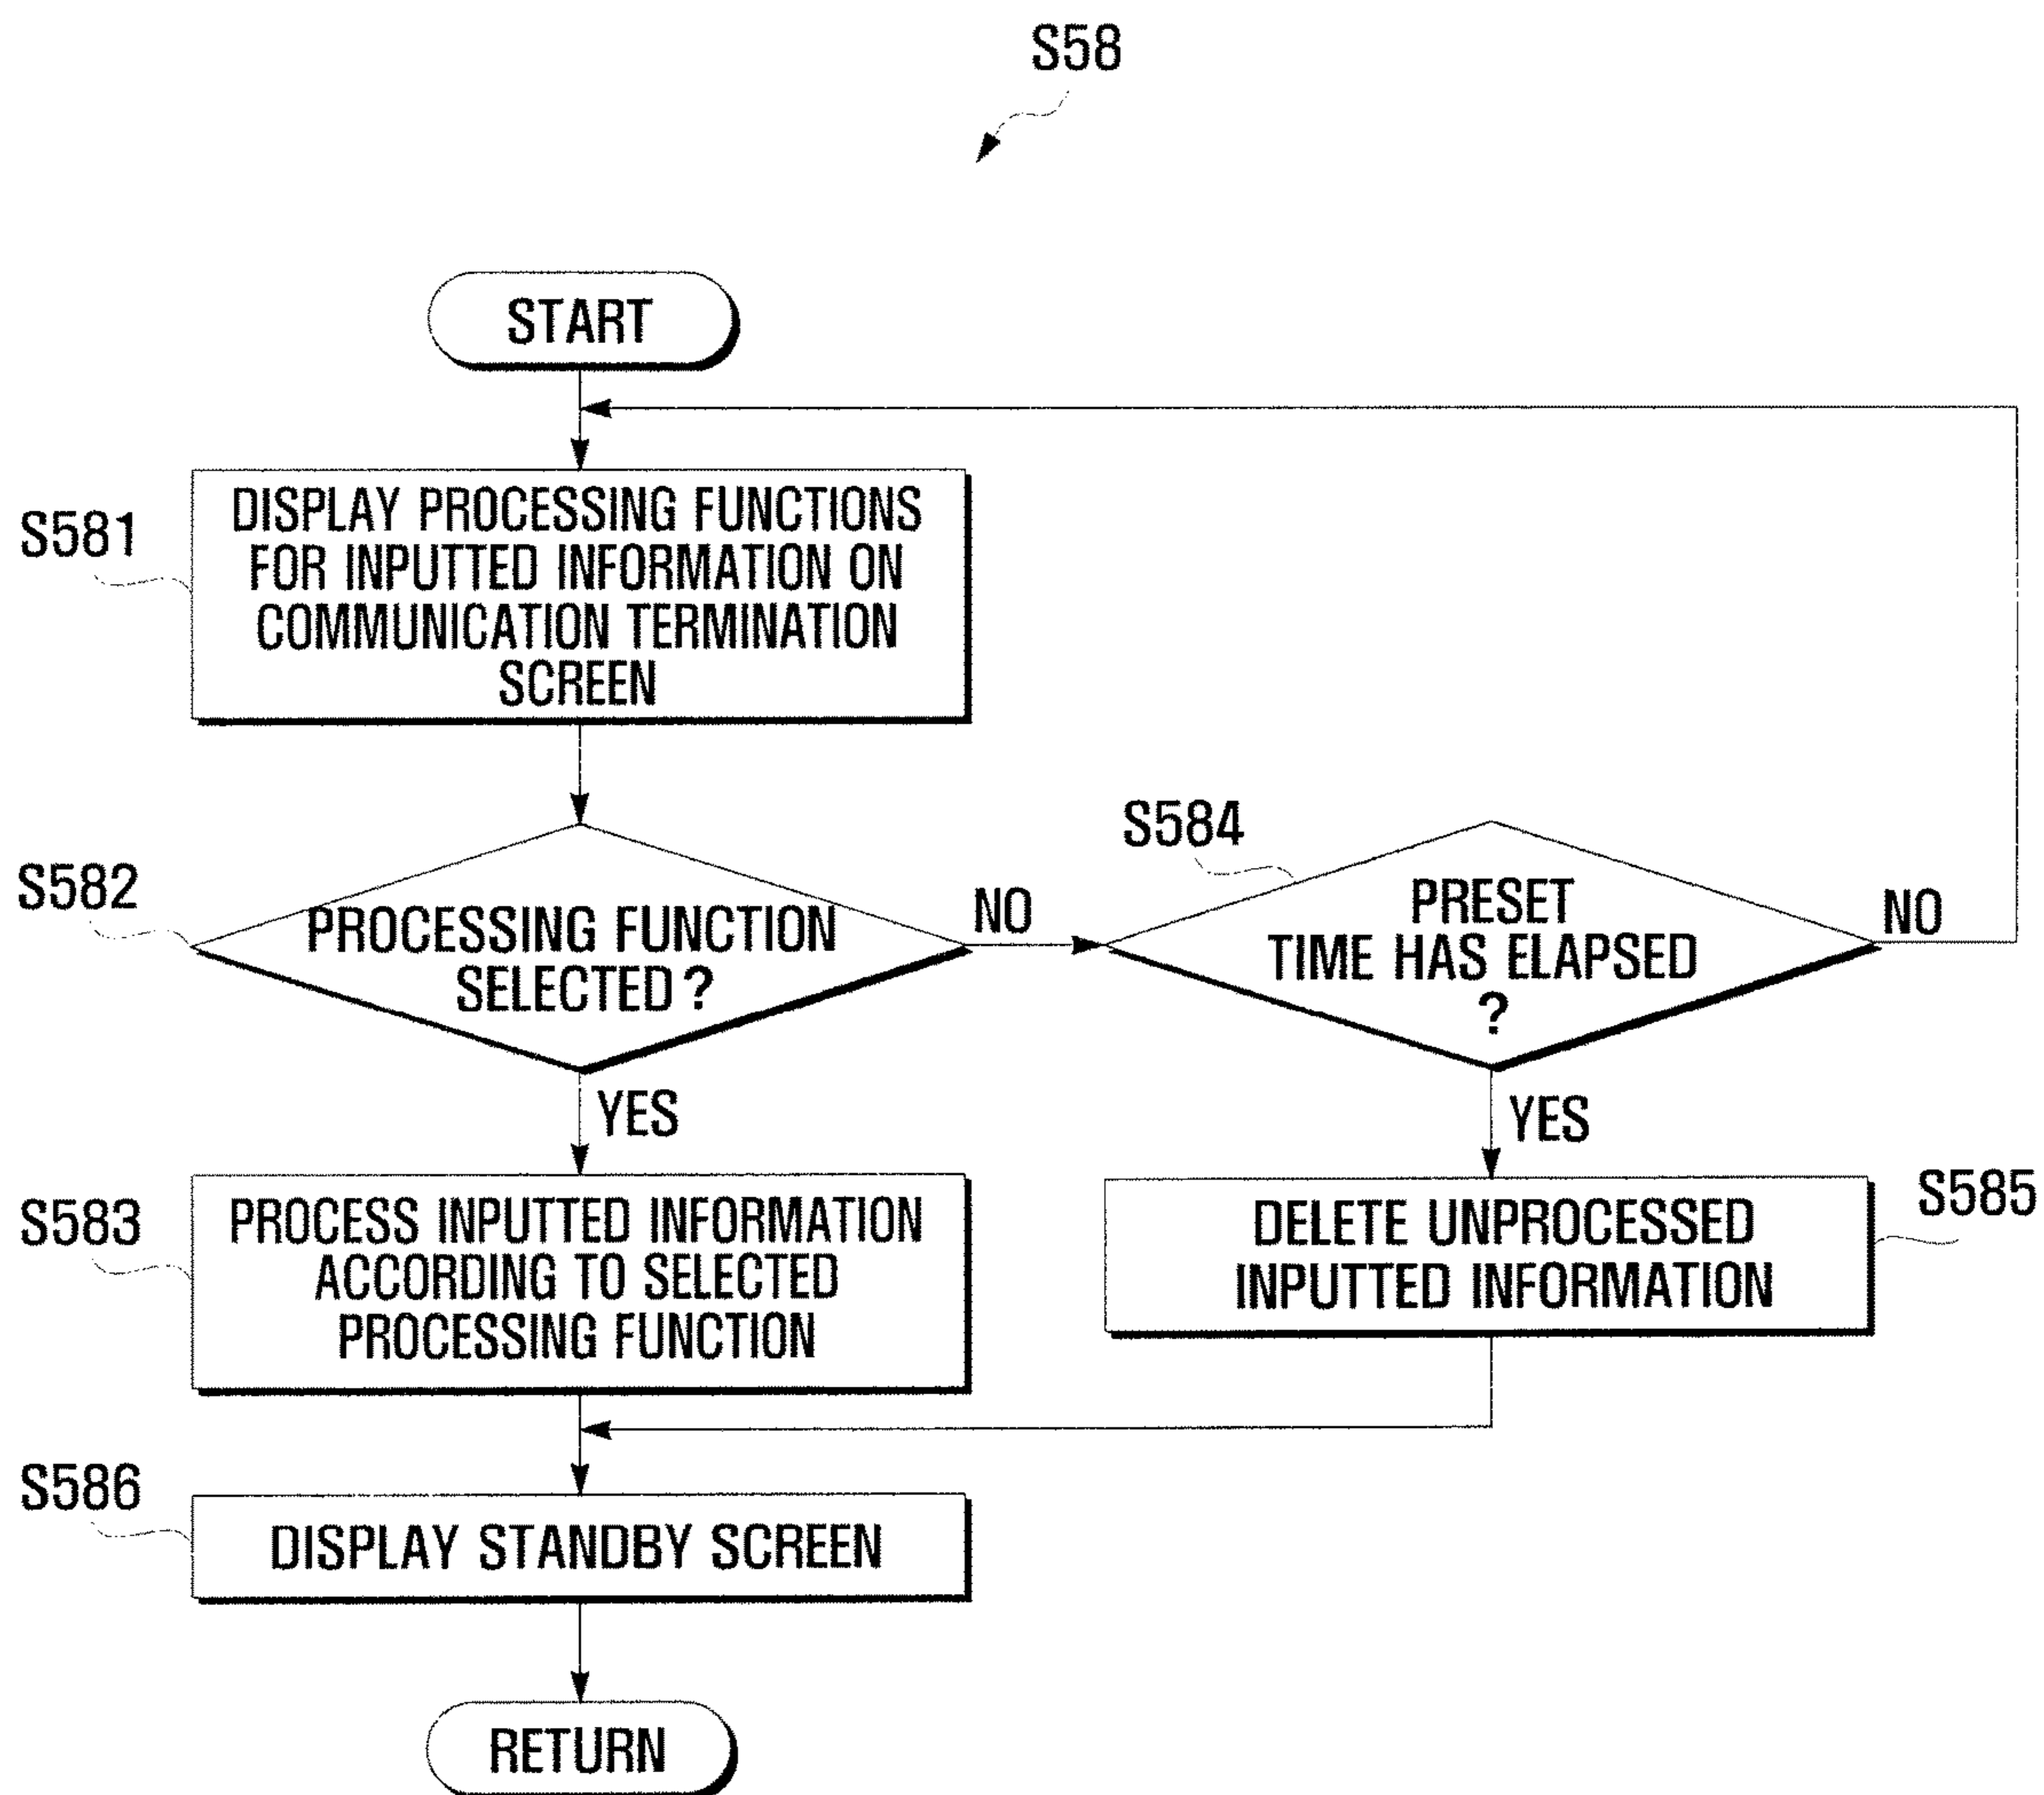 S58
START
S581
DISPLAY PROCESSING FUNCTIONS
FOR INPUTTED INFORMATION ON
COMMUNICATION TERMINATION
SCREEN
S582
PROCESSING FUNCTION
SELECTED ?
NO
S584
PRESET
TIME HAS ELAPSED
?
NO
YES
YES
S583
PROCESS INPUTTED INFORMATION
ACCORDING TO SELECTED
PROCESSING FUNCTION
DELETE UNPROCESSED
INPUTTED INFORMATION
S585
S586
DISPLAY STANDBY SCREEN
RETURN